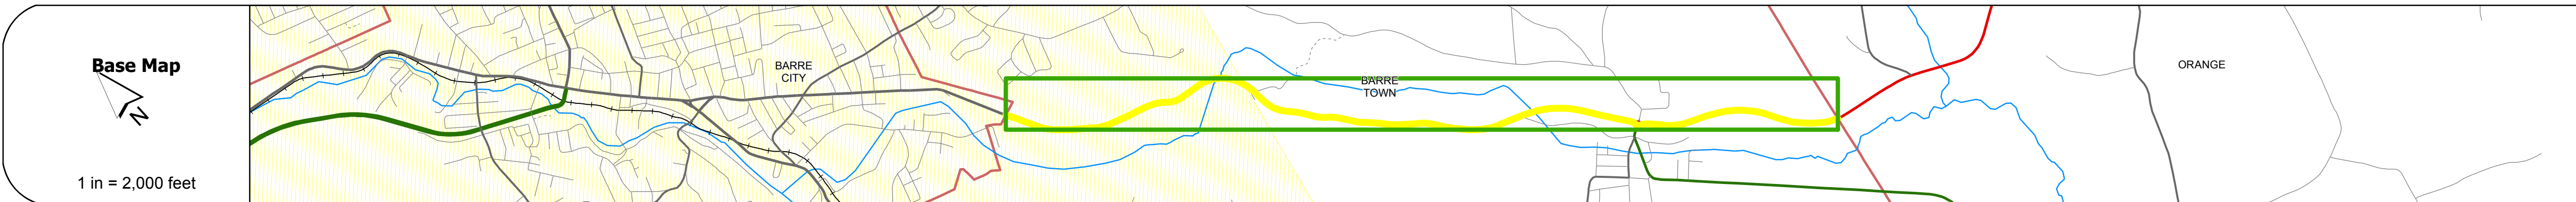 Base Map
N
1 in = 2,000 feet
BARRE
CITY
BARRE
TOWN
ORANGE